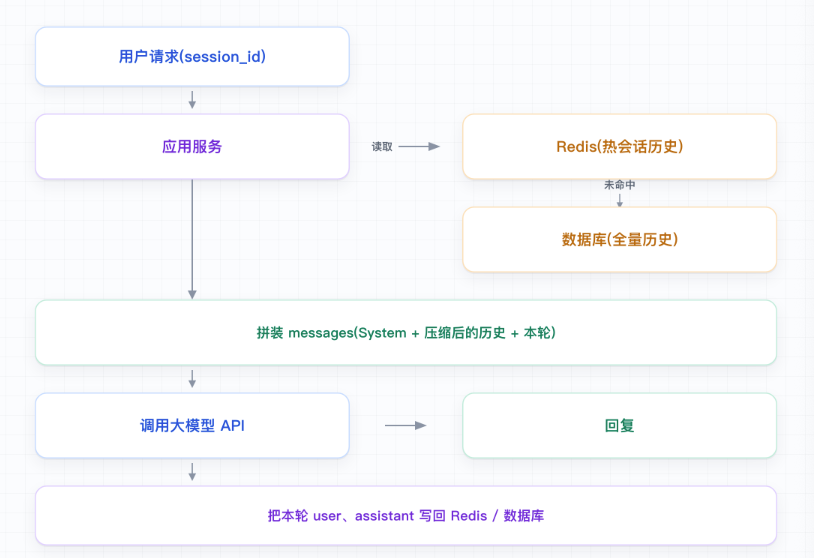 用户请求(session_id)
应用服务
读取
Redis(热会话历史)
未命中
数据库(全量历史)
拼装 messages(System + 压缩后的历史 + 本轮)
调用大模型 API
回复
把本轮 user、assistant 写回 Redis / 数据库